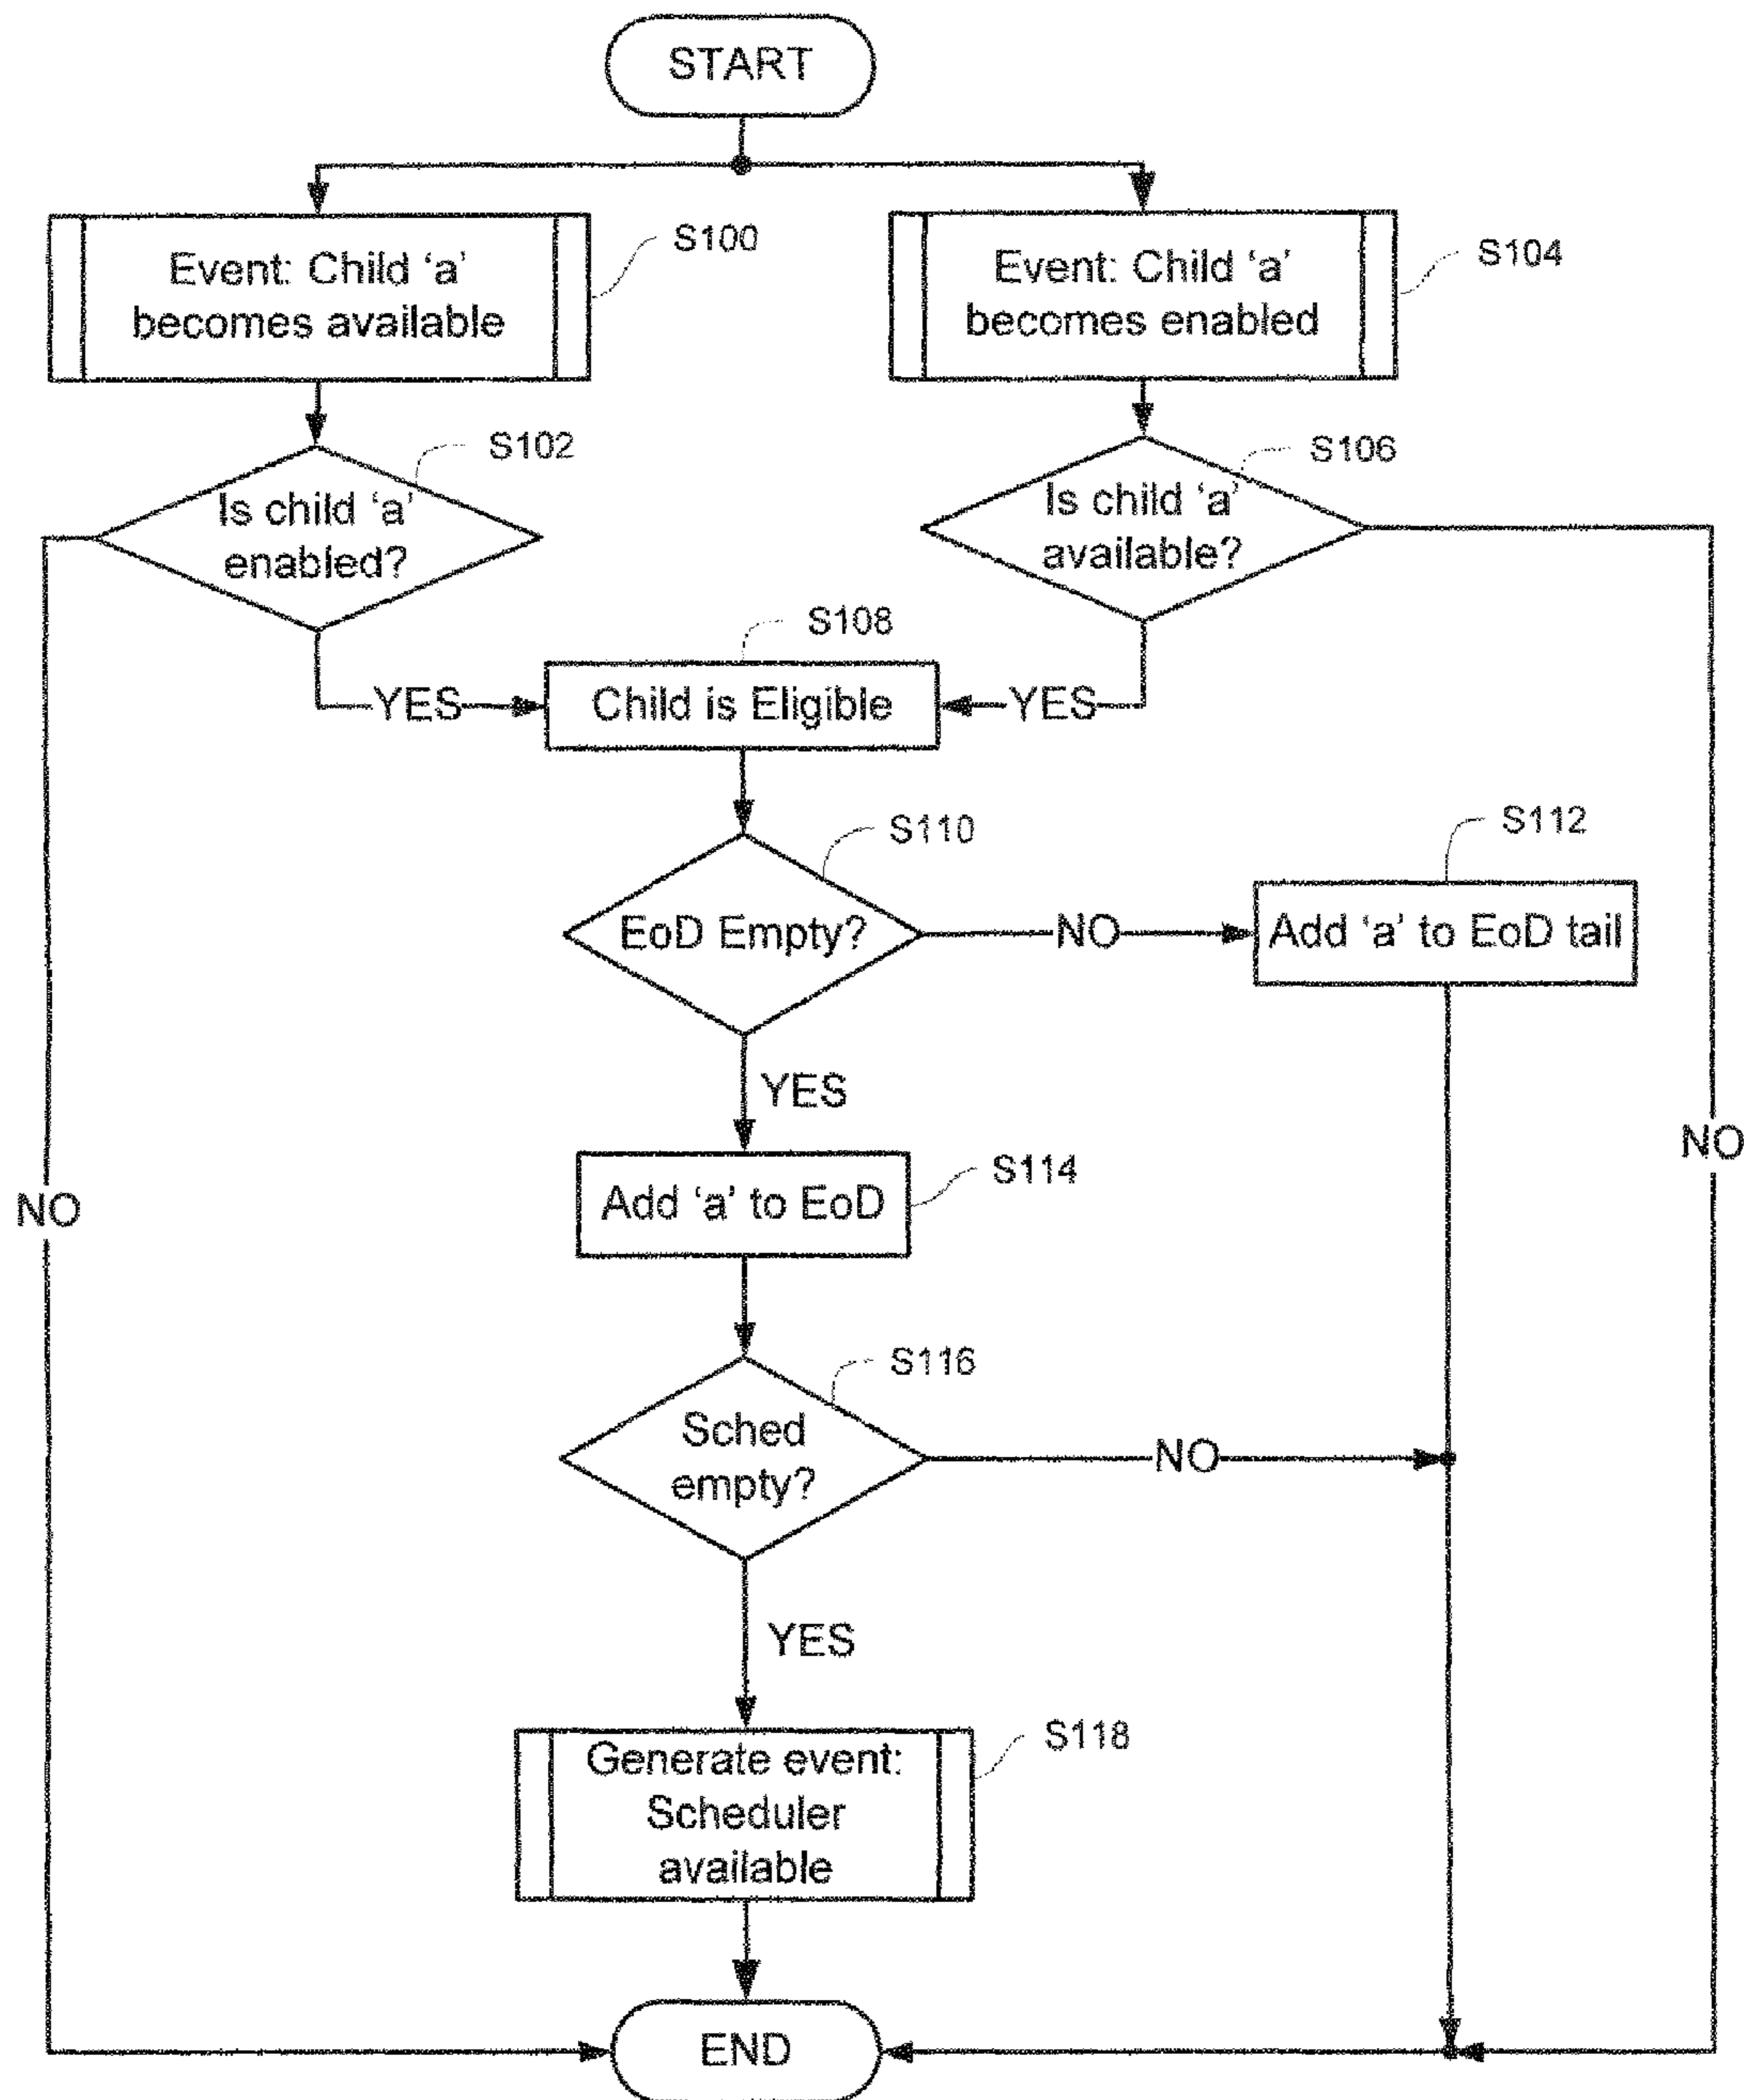 START
Event: Child ‘a’
becomes available
S100
Event: Child ‘a’
becomes enabled
S104
Is child ‘a’
enabled?
S102
Is child ‘a’
available?
S106
S108
YES
Child is Eligible
YES
S110
EoD Empty?
NO
S112
Add ‘a’ to EoD tail
YES
NO
Add ‘a’ to EoD
S114
NO
S116
Sched
empty?
NO
YES
Generate event:
Scheduler
available
S118
END